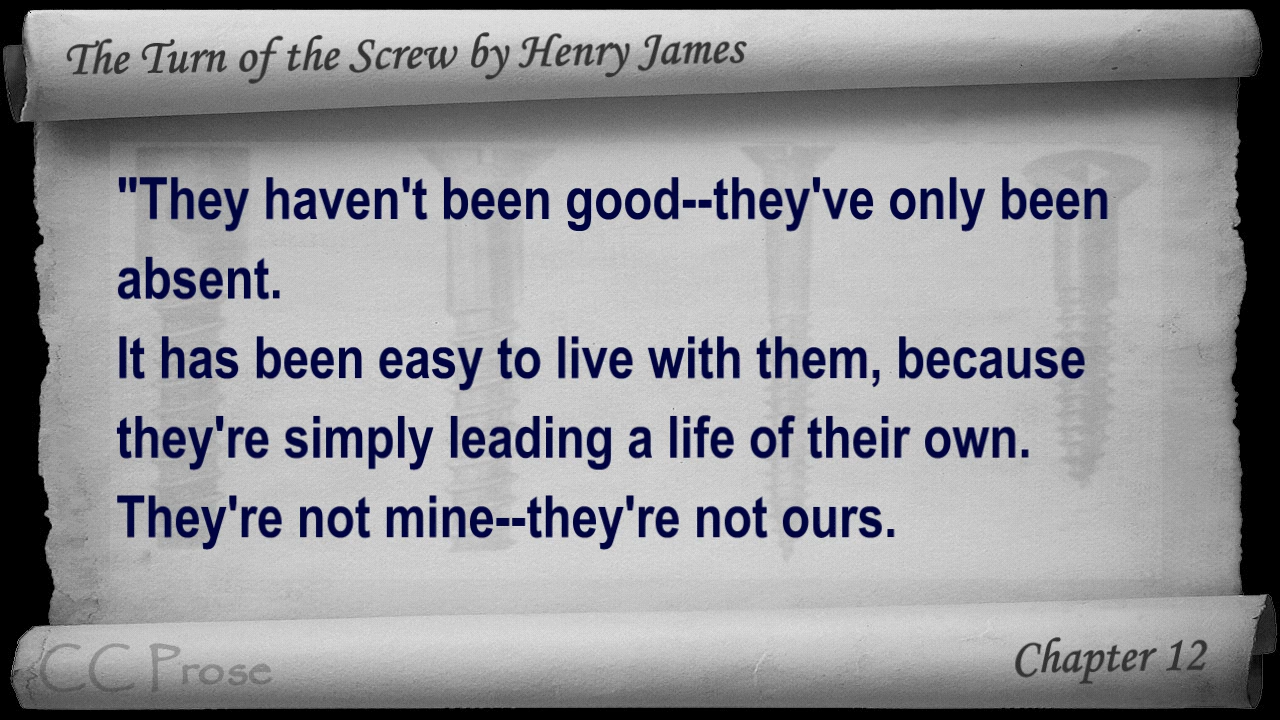 The Turn of the Screw by Henry James
"They haven't been good--they've only been
absent.
It has been easy to live with them, because
they're simply leading a life of their own.
They're not mine--they're not ours.
CC Prose
Chapter 12